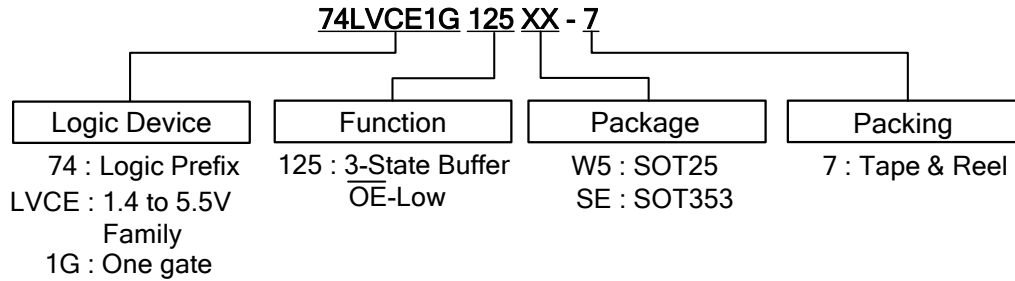 74LVCE1G 125 XX - 7
Logic Device
Function
Package
Packing
74 : Logic Prefix
LVCE : 1.4 to 5.5V
Family
1G : One gate
125 : 3-State Buffer
O̅E̅-Low
W5 : SOT25
SE : SOT353
7 : Tape & Reel